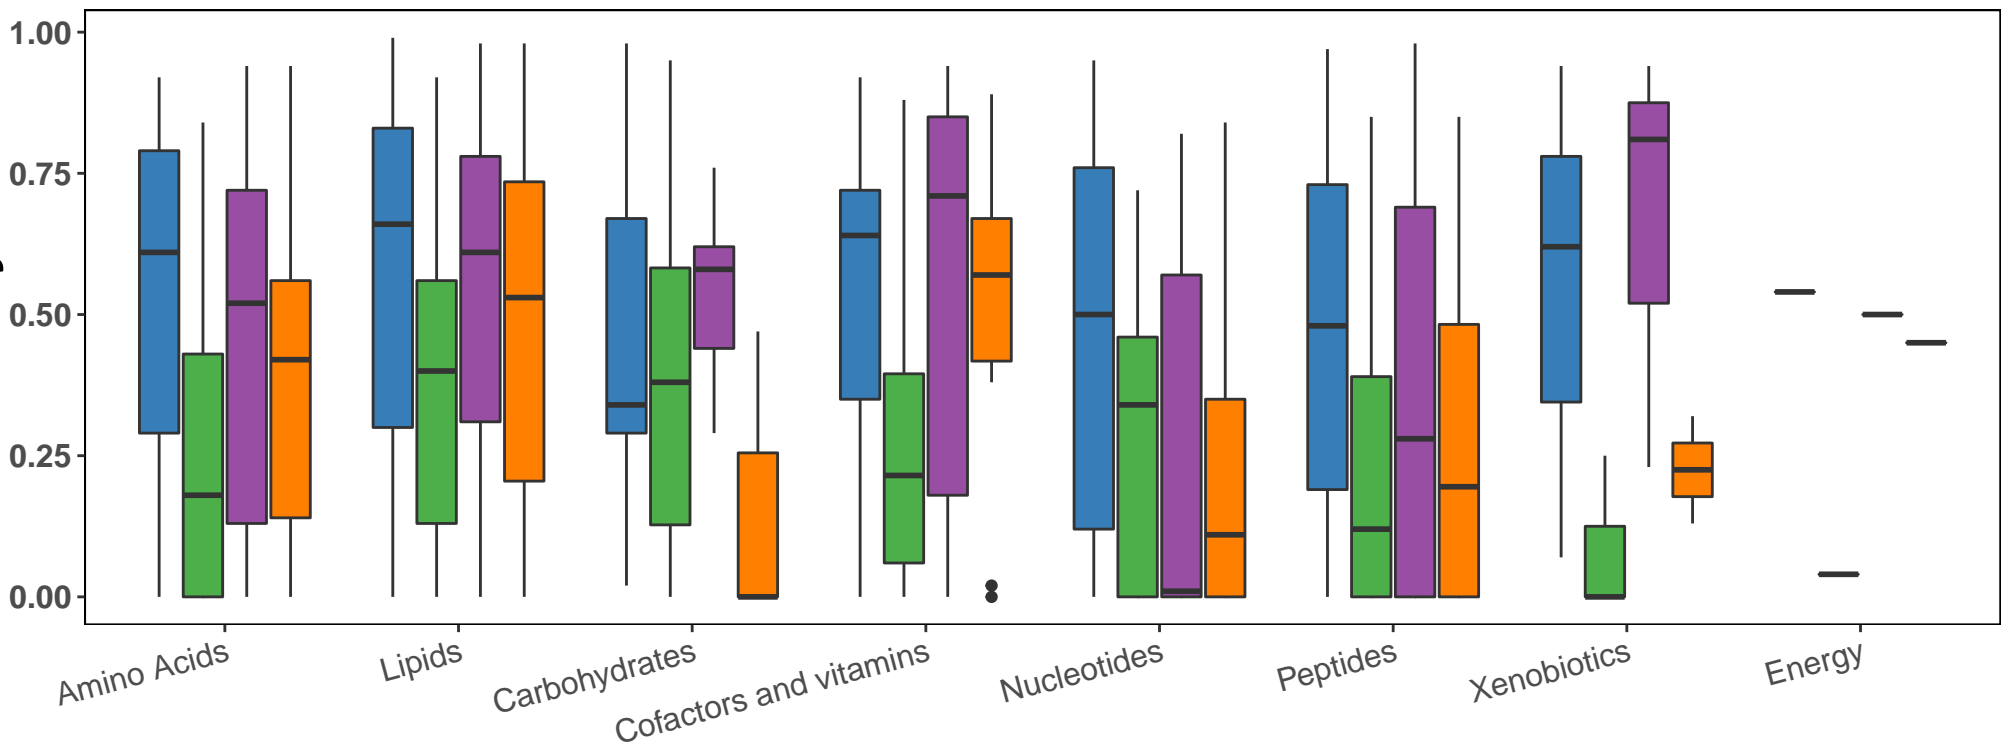 1.00
0.75
0.50
0.25
0.00
Amino Acids
Lipids
Carbohydrates
Cofactors and vitamins
Nucleotides
Peptides
Xenobiotics
Energy